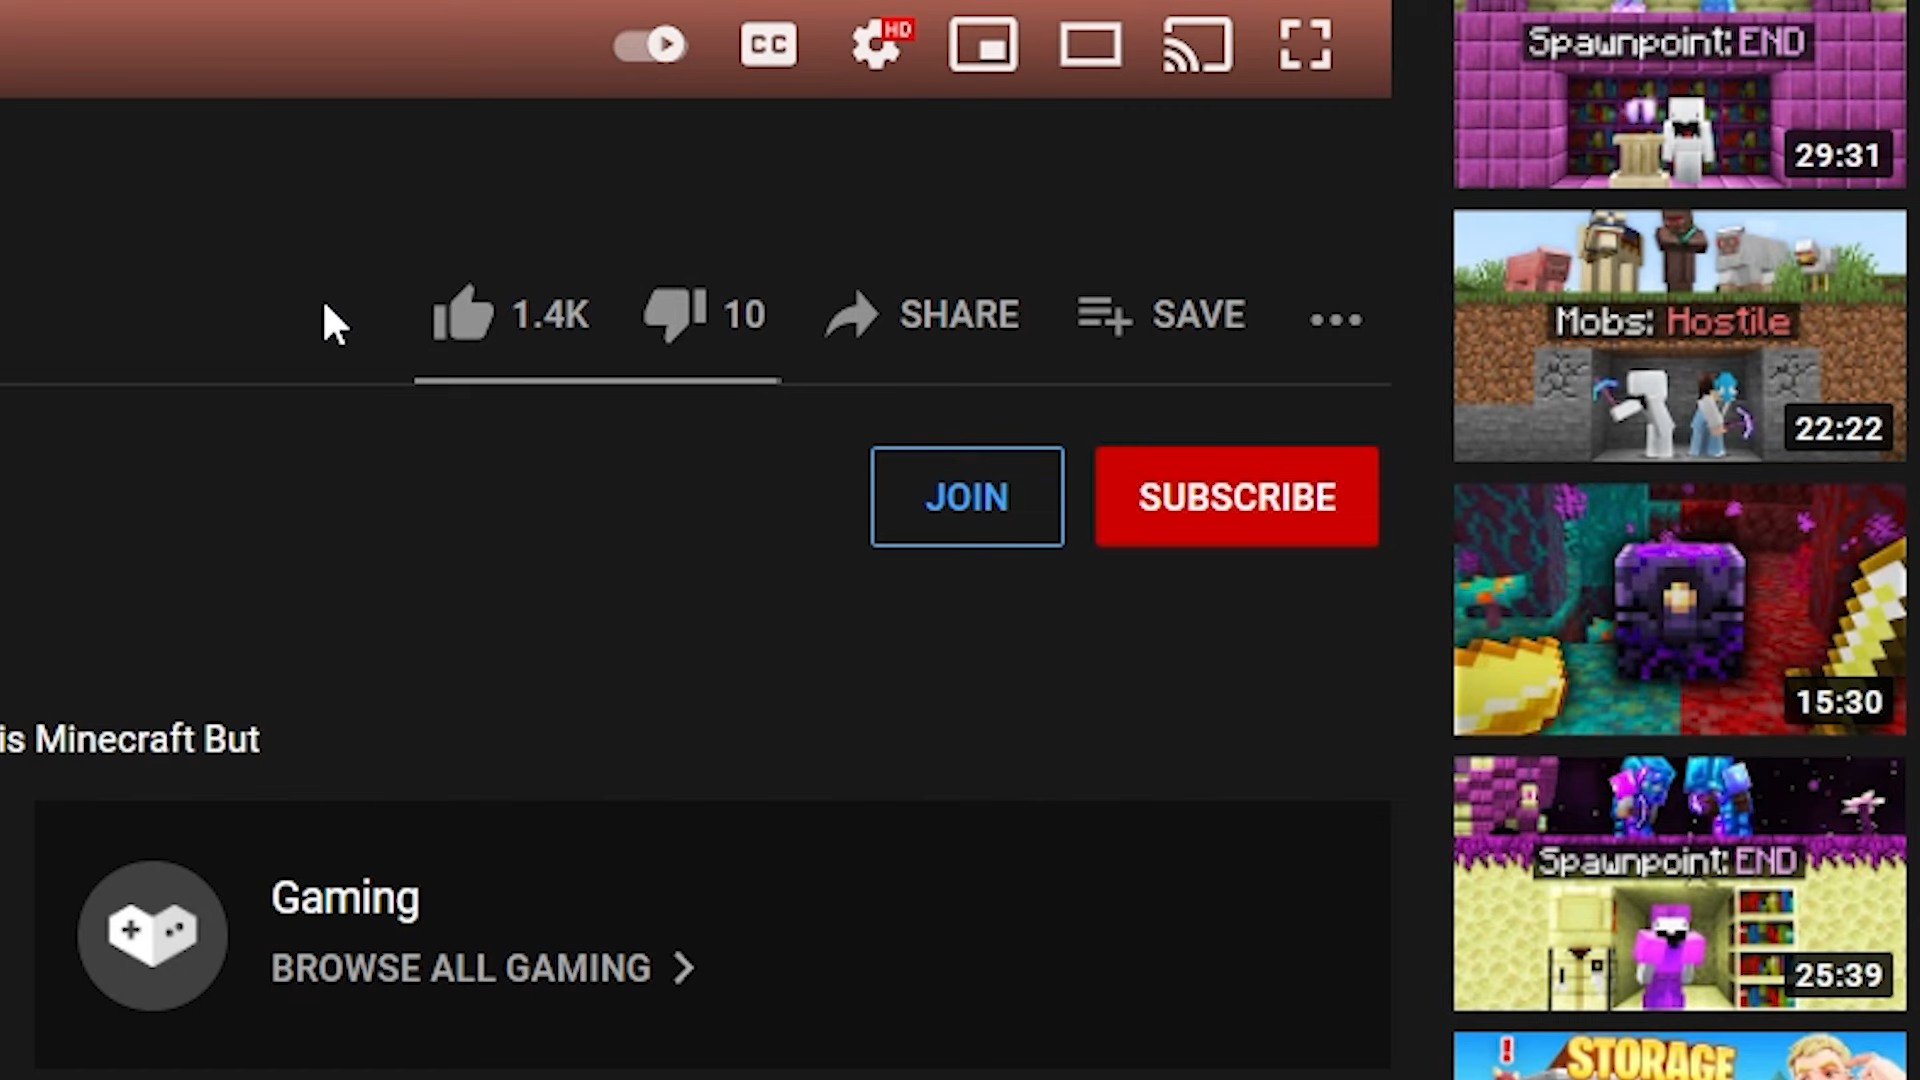 CC
HD
Spawnpoint: END
29:31
1.4K
10
SHARE
SAVE
Mobs: Hostile
22:22
JOIN
SUBSCRIBE
15:30
is Minecraft But
Spawnpoint: END
25:39
Gaming
BROWSE ALL GAMING
! STORAGE